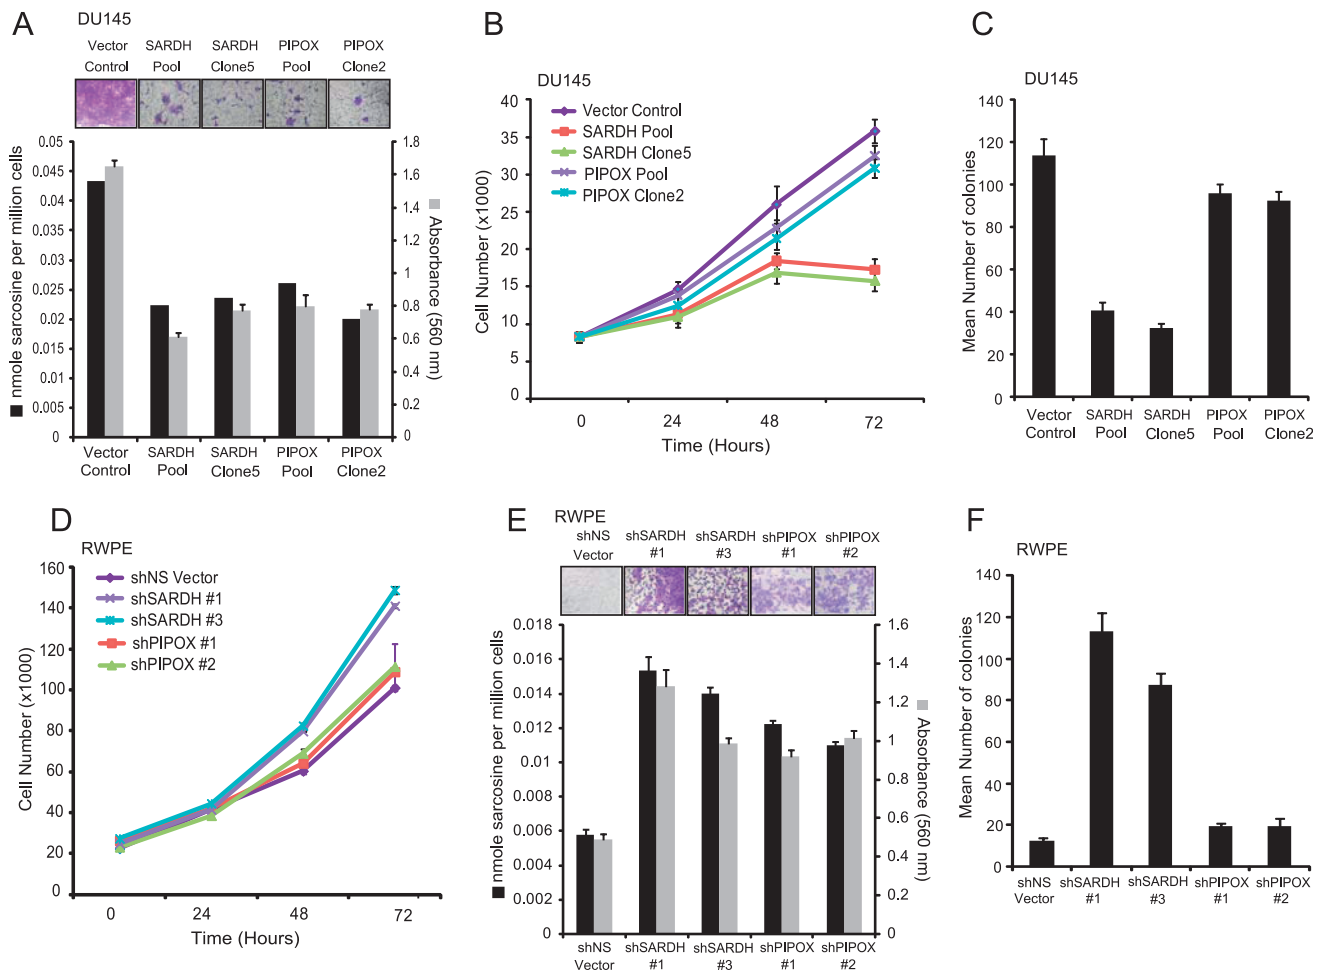 A
DU145
Vector Control
SARDH Pool
SARDH Clone5
PIPOX Pool
PIPOX Clone2
nmole sarcosine per million cells
0.05
0.045
0.04
0.035
0.03
0.025
0.02
0.015
0.01
0.005
0
1.8
1.6
1.4
1.2
1
0.8
0.6
0.4
0.2
0
Absorbance (560 nm)
Vector Control
SARDH Pool
SARDH Clone5
PIPOX Pool
PIPOX Clone2
B
DU145
Vector Control
SARDH Pool
SARDH Clone5
PIPOX Pool
PIPOX Clone2
Cell Number (x1000)
40
35
30
25
20
15
10
5
0
0
24
48
72
Time (Hours)
C
DU145
Mean Number of colonies
140
120
100
80
60
40
20
0
Vector Control
SARDH Pool
SARDH Clone5
PIPOX Pool
PIPOX Clone2
D
RWPE
shNS Vector
shSARDH #1
shSARDH #3
shPIPOX #1
shPIPOX #2
Cell Number (x1000)
160
140
120
100
80
60
40
20
0
0
24
48
72
Time (Hours)
E
RWPE
shNS Vector
shSARDH #1
shSARDH #3
shPIPOX #1
shPIPOX #2
nmole sarcosine per million cells
0.018
0.016
0.014
0.012
0.01
0.008
0.006
0.004
0.002
0
1.6
1.4
1.2
1
0.8
0.6
0.4
0.2
0
Absorbance (560 nm)
shNS Vector
shSARDH #1
shSARDH #3
shPIPOX #1
shPIPOX #2
F
RWPE
Mean Number of colonies
140
120
100
80
60
40
20
0
shNS Vector
shSARDH #1
shSARDH #3
shPIPOX #1
shPIPOX #2